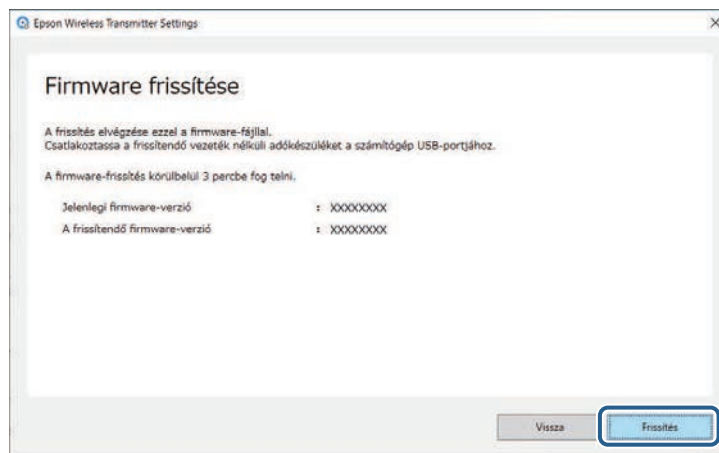 Epson Wireless Transmitter Settings
Firmware frissítése
A frissítés elvégzése ezzel a firmware-fájllal.
Csatlakoztassa a frissítendő vezeték nélküli adókészüléket a számítógép USB-portjához.
A firmware-frissítés körülbelül 3 percbe fog telni.
Jelenlegi firmware-verzió : XXXXXXXX
A frissítendő firmware-verzió : XXXXXXXX
Vissza Frissítés